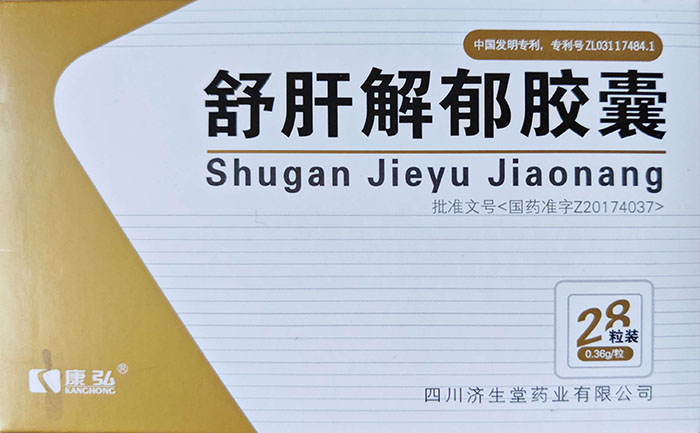 中国发明专利,专利号ZL03117484.1
舒肝解郁胶囊
Shugan Jieyu Jiaonang
批准文号<国药准字Z20174037>
28
粒装
0.36g/粒
康弘®
KANGHONG
四川济生堂药业有限公司